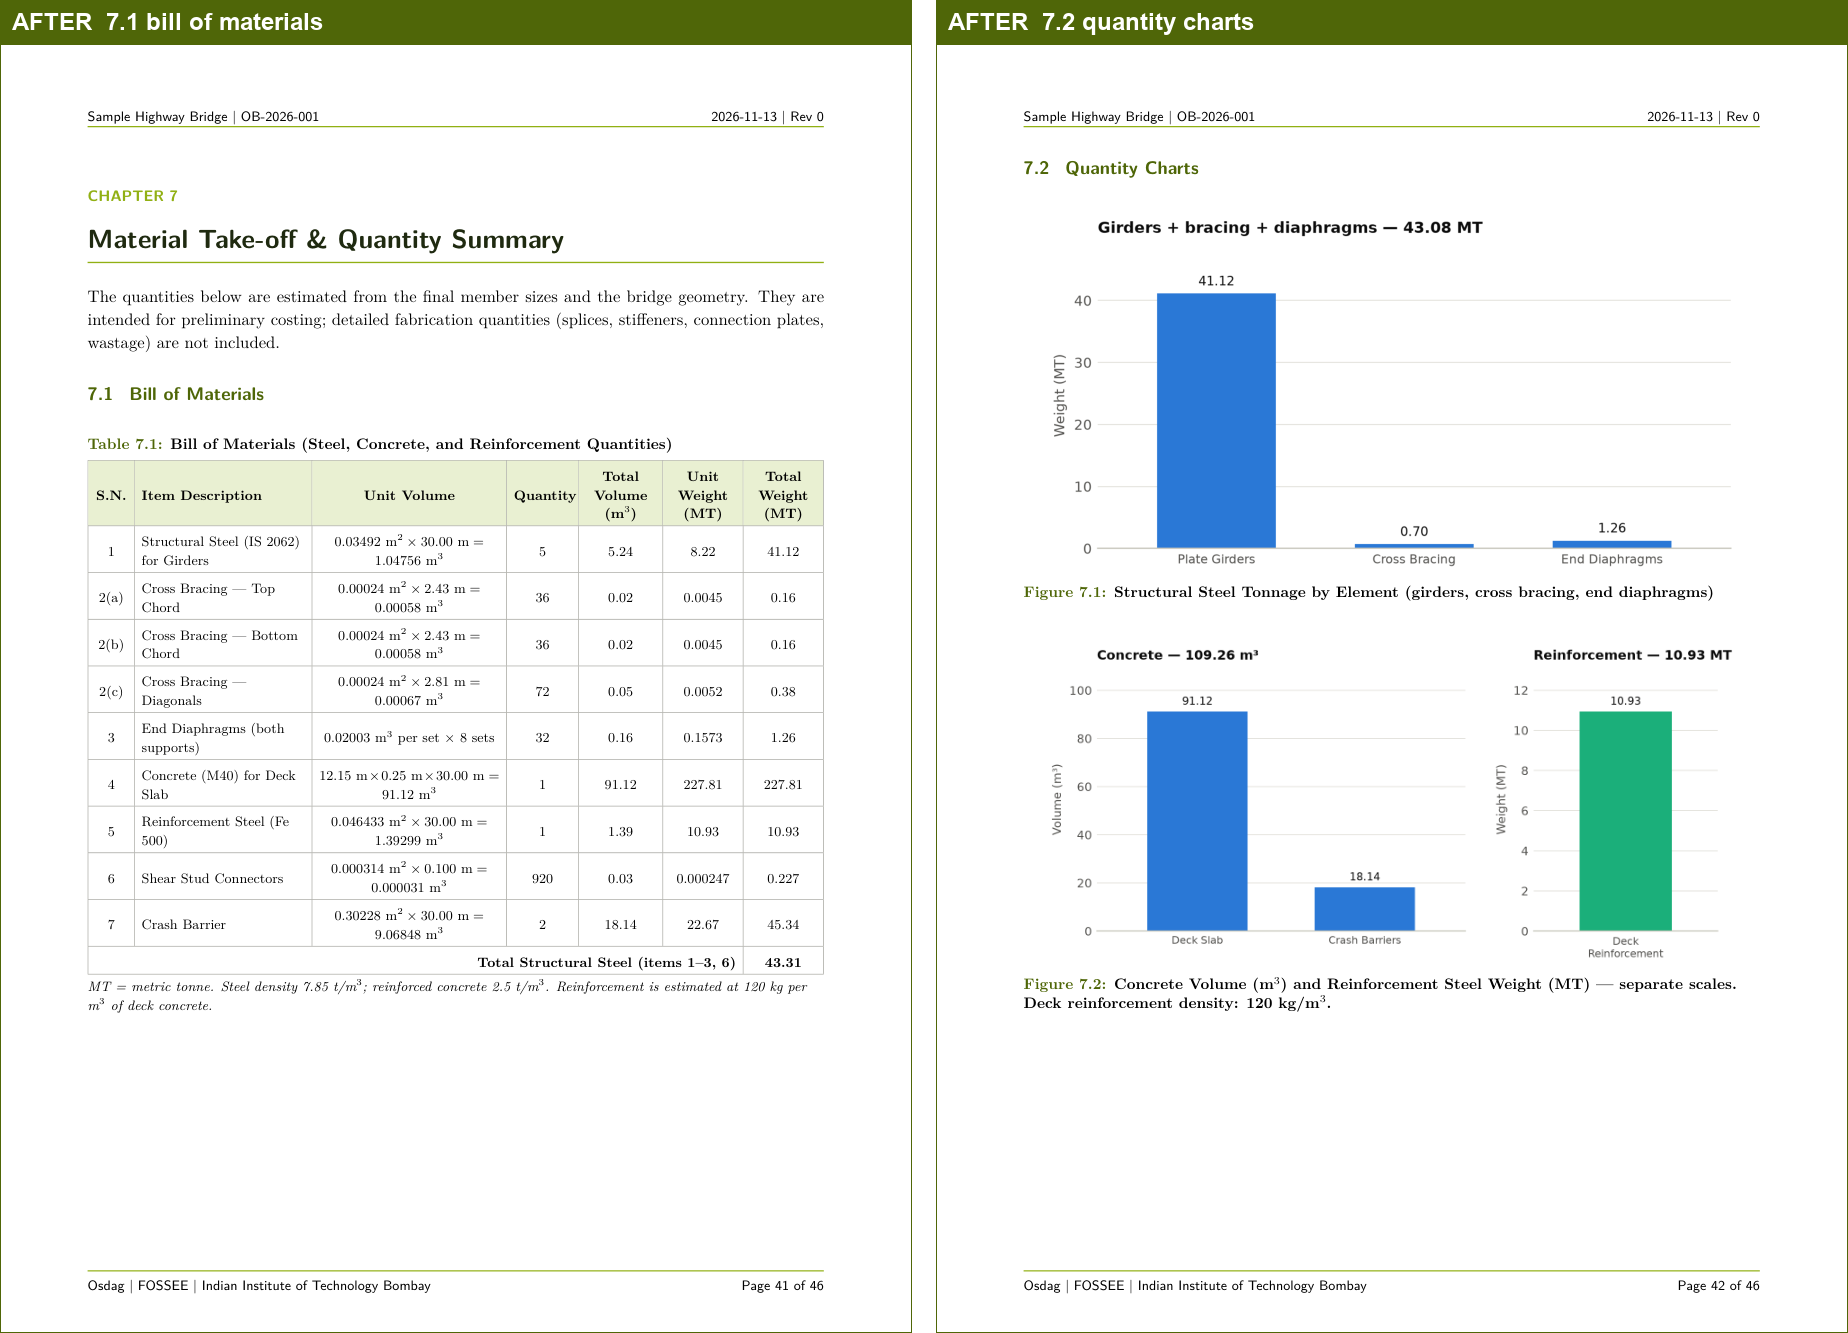 AFTER 7.1 bill of materials
Sample Highway Bridge | OB-2026-001
2026-11-13 | Rev 0
CHAPTER 7
Material Take-off & Quantity Summary
The quantities below are estimated from the final member sizes and the bridge geometry. They are
intended for preliminary costing; detailed fabrication quantities (splices, stiffeners, connection plates,
wastage) are not included.
7.1 Bill of Materials
Table 7.1: Bill of Materials (Steel, Concrete, and Reinforcement Quantities)
S.N. Item Description Unit Volume Quantity Total Volume (m³) Unit Weight (MT) Total Weight (MT)
1 Structural Steel (IS 2062) for Girders 0.03492 m² × 30.00 m = 1.04756 m³ 5 5.24 8.22 41.12
2(a) Cross Bracing — Top Chord 0.00024 m² × 2.43 m = 0.00058 m³ 36 0.02 0.0045 0.16
2(b) Cross Bracing — Bottom Chord 0.00024 m² × 2.43 m = 0.00058 m³ 36 0.02 0.0045 0.16
2(c) Cross Bracing — Diagonals 0.00024 m² × 2.81 m = 0.00067 m³ 72 0.05 0.0052 0.38
3 End Diaphragms (both supports) 0.02003 m³ per set × 8 sets 32 0.16 0.1573 1.26
4 Concrete (M40) for Deck Slab 12.15 m × 0.25 m × 30.00 m = 91.12 m³ 1 91.12 227.81 227.81
5 Reinforcement Steel (Fe 500) 0.046433 m² × 30.00 m = 1.39299 m³ 1 1.39 10.93 10.93
6 Shear Stud Connectors 0.000314 m² × 0.100 m = 0.000031 m³ 920 0.03 0.000247 0.227
7 Crash Barrier 0.30228 m² × 30.00 m = 9.06848 m³ 2 18.14 22.67 45.34
Total Structural Steel (items 1–3, 6) 43.31
MT = metric tonne. Steel density 7.85 t/m³; reinforced concrete 2.5 t/m³. Reinforcement is estimated at 120 kg per
m³ of deck concrete.
Osdag | FOSSEE | Indian Institute of Technology Bombay
Page 41 of 46
AFTER 7.2 quantity charts
Sample Highway Bridge | OB-2026-001
2026-11-13 | Rev 0
7.2 Quantity Charts
Girders + bracing + diaphragms — 43.08 MT
Weight (MT)
40
30
20
10
0
41.12
0.70
1.26
Plate Girders
Cross Bracing
End Diaphragms
Figure 7.1: Structural Steel Tonnage by Element (girders, cross bracing, end diaphragms)
Concrete — 109.26 m³
Volume (m³)
100
80
60
40
20
0
91.12
18.14
Deck Slab
Crash Barriers
Reinforcement — 10.93 MT
Weight (MT)
12
10
8
6
4
2
0
10.93
Deck
Reinforcement
Figure 7.2: Concrete Volume (m³) and Reinforcement Steel Weight (MT) — separate scales.
Deck reinforcement density: 120 kg/m³.
Osdag | FOSSEE | Indian Institute of Technology Bombay
Page 42 of 46